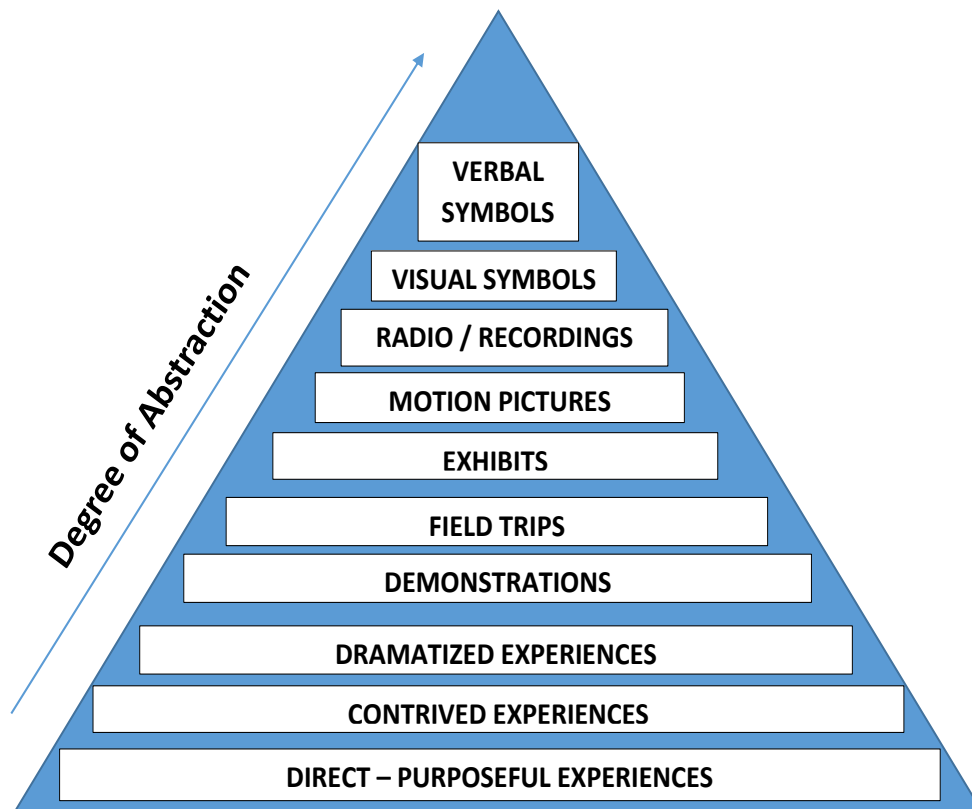 VERBAL
SYMBOLS
VISUAL SYMBOLS
RADIO / RECORDINGS
MOTION PICTURES
EXHIBITS
FIELD TRIPS
DEMONSTRATIONS
DRAMATIZED EXPERIENCES
CONTRIVED EXPERIENCES
DIRECT – PURPOSEFUL EXPERIENCES
Degree of Abstraction